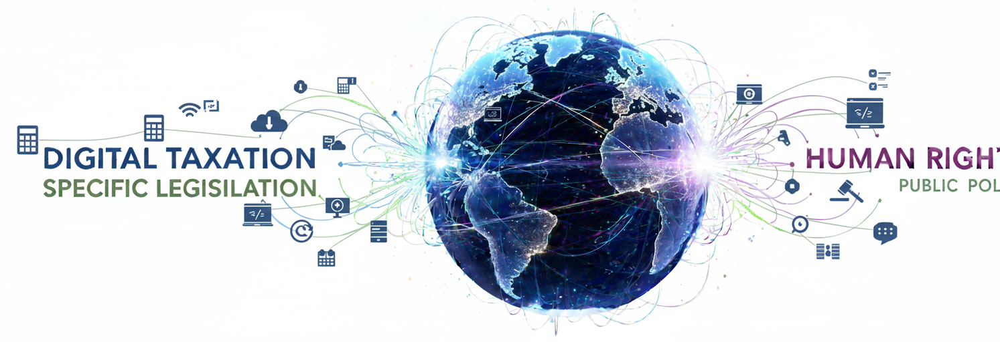 DIGITAL TAXATION
SPECIFIC LEGISILATION
HUMAN RIGHT
PUBLIC POL